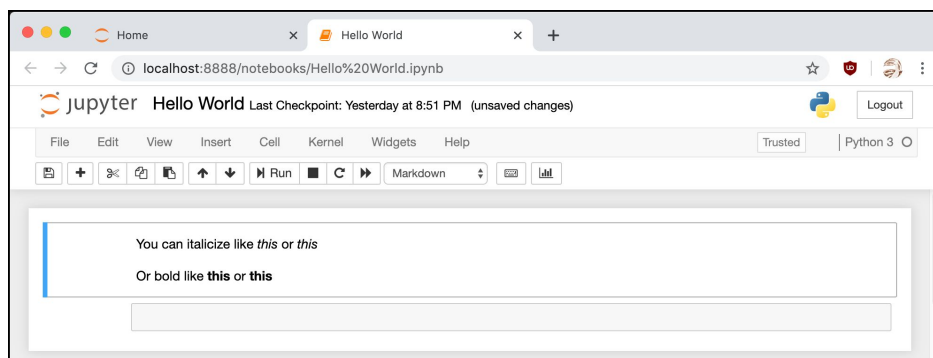 Home
Hello World
localhost:8888/notebooks/Hello%20World.ipynb
jupyter Hello World Last Checkpoint: Yesterday at 8:51 PM (unsaved changes)
Logout
File Edit View Insert Cell Kernel Widgets Help
Trusted
Python 3
Run
Markdown
You can italicize like this or this
Or bold like this or this